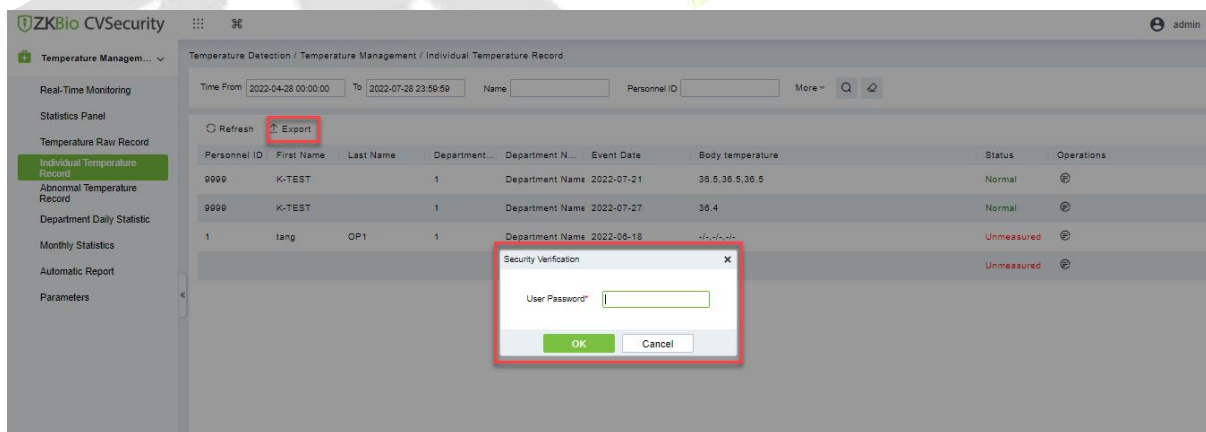 ZKBio CVSecurity
admin
Temperature Managem...
Temperature Detection / Temperature Management / Individual Temperature Record
Real-Time Monitoring
Statistics Panel
Temperature Raw Record
Individual Temperature
Record
Abnormal Temperature
Record
Department Daily Statistic
Monthly Statistics
Automatic Report
Parameters
Time From 2022-04-28 00:00:00 To 2022-07-28 23:59:59 Name Personnel ID More
Refresh Export
Personnel ID First Name Last Name Department... Department N... Event Date Body temperature Status Operations
9999 K-TEST 1 Department Name 2022-07-21 36.5,36.5,36.5 Normal
9999 K-TEST 1 Department Name 2022-07-27 36.4 Normal
1 tang OP1 1 Department Name 2022-06-18 -/-,-/-,-/- Unmeasured
Unmeasured
Security Verification
User Password*
OK Cancel